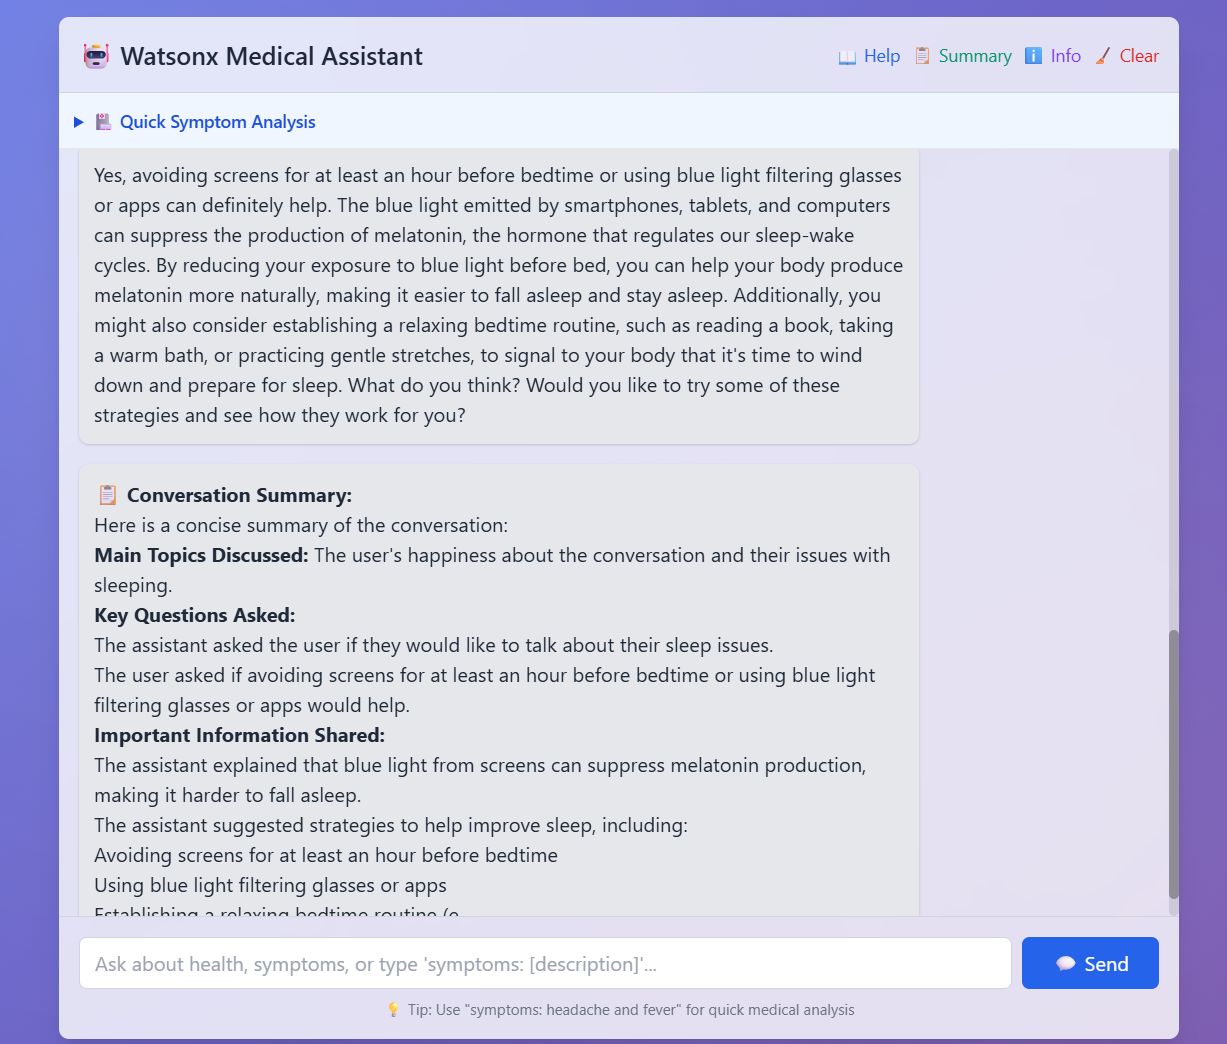 Watsonx Medical Assistant
Help Summary Info Clear
Quick Symptom Analysis
Yes, avoiding screens for at least an hour before bedtime or using blue light filtering glasses
or apps can definitely help. The blue light emitted by smartphones, tablets, and computers
can suppress the production of melatonin, the hormone that regulates our sleep-wake
cycles. By reducing your exposure to blue light before bed, you can help your body produce
melatonin more naturally, making it easier to fall asleep and stay asleep. Additionally, you
might also consider establishing a relaxing bedtime routine, such as reading a book, taking
a warm bath, or practicing gentle stretches, to signal to your body that it's time to wind
down and prepare for sleep. What do you think? Would you like to try some of these
strategies and see how they work for you?
Conversation Summary:
Here is a concise summary of the conversation:
Main Topics Discussed: The user's happiness about the conversation and their issues with
sleeping.
Key Questions Asked:
The assistant asked the user if they would like to talk about their sleep issues.
The user asked if avoiding screens for at least an hour before bedtime or using blue light
filtering glasses or apps would help.
Important Information Shared:
The assistant explained that blue light from screens can suppress melatonin production,
making it harder to fall asleep.
The assistant suggested strategies to help improve sleep, including:
Avoiding screens for at least an hour before bedtime
Using blue light filtering glasses or apps
Establishing a relaxing bedtime routine (e
Ask about health, symptoms, or type 'symptoms: [description]'...
Send
Tip: Use "symptoms: headache and fever" for quick medical analysis